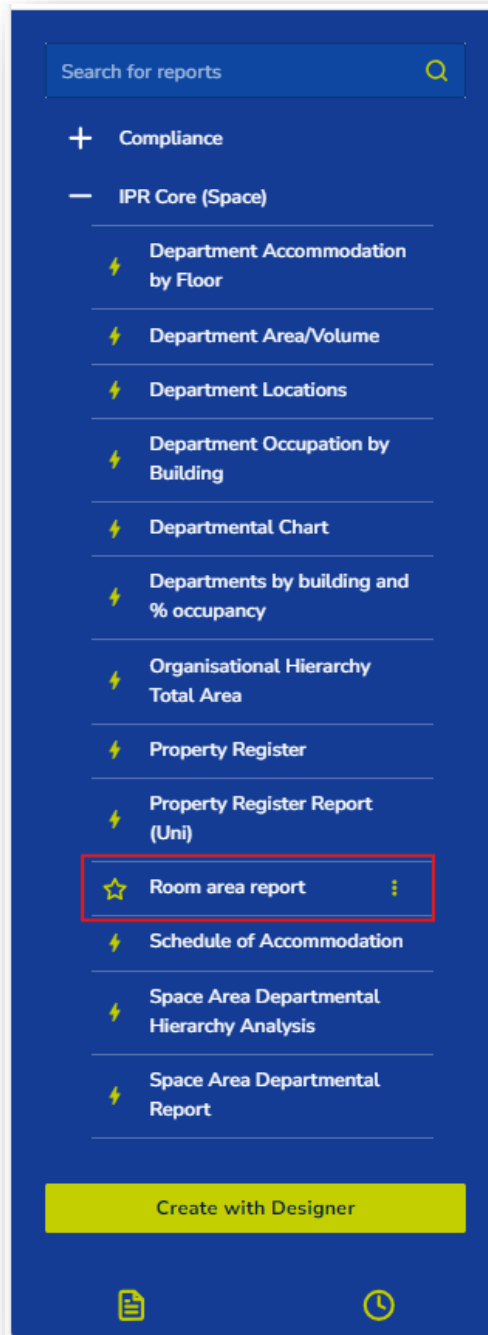 Search for reports
Compliance
IPR Core (Space)
Department Accommodation
by Floor
Department Area/Volume
Department Locations
Department Occupation by
Building
Departmental Chart
Departments by building and
% occupancy
Organisational Hierarchy
Total Area
Property Register
Property Register Report
(Uni)
Room area report
Schedule of Accommodation
Space Area Departmental
Hierarchy Analysis
Space Area Departmental
Report
Create with Designer